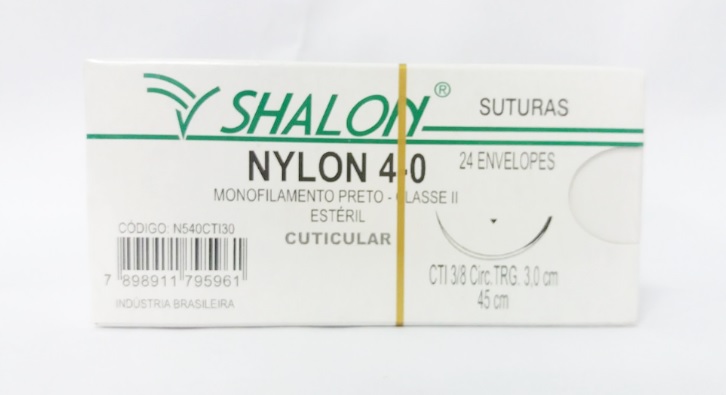 SHALON®
SUTURAS
NYLON 4-0
24 ENVELOPES
MONOFILAMENTO PRETO - CLASSE II
ESTÉRIL
CUTICULAR
CÓDIGO: N540CTI30
7 898911 795961
INDÚSTRIA BRASILEIRA
CTI 3/8 Circ.TRG. 3,0 cm
45 cm